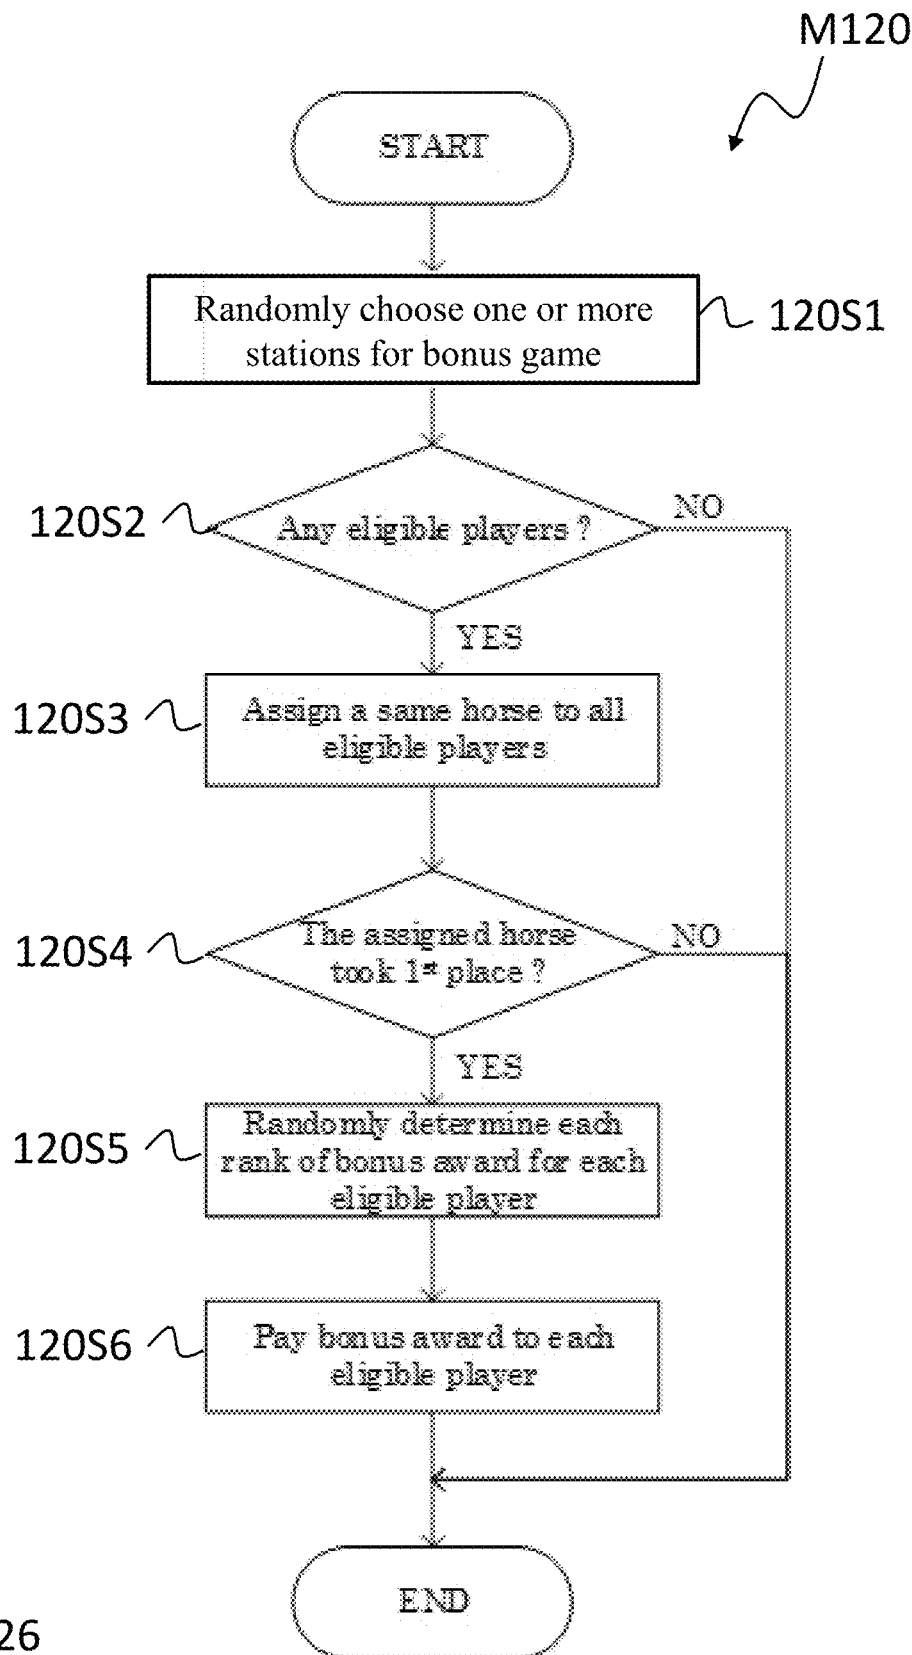 M120
START
Randomly choose one or more
stations for bonus game
120S1
120S2
Any eligible players ?
NO
YES
120S3
Assign a same horse to all
eligible players
120S4
The assigned horse
took 1st place ?
NO
YES
120S5
Randomly determine each
rank of bonus award for each
eligible player
120S6
Pay bonus award to each
eligible player
END
26